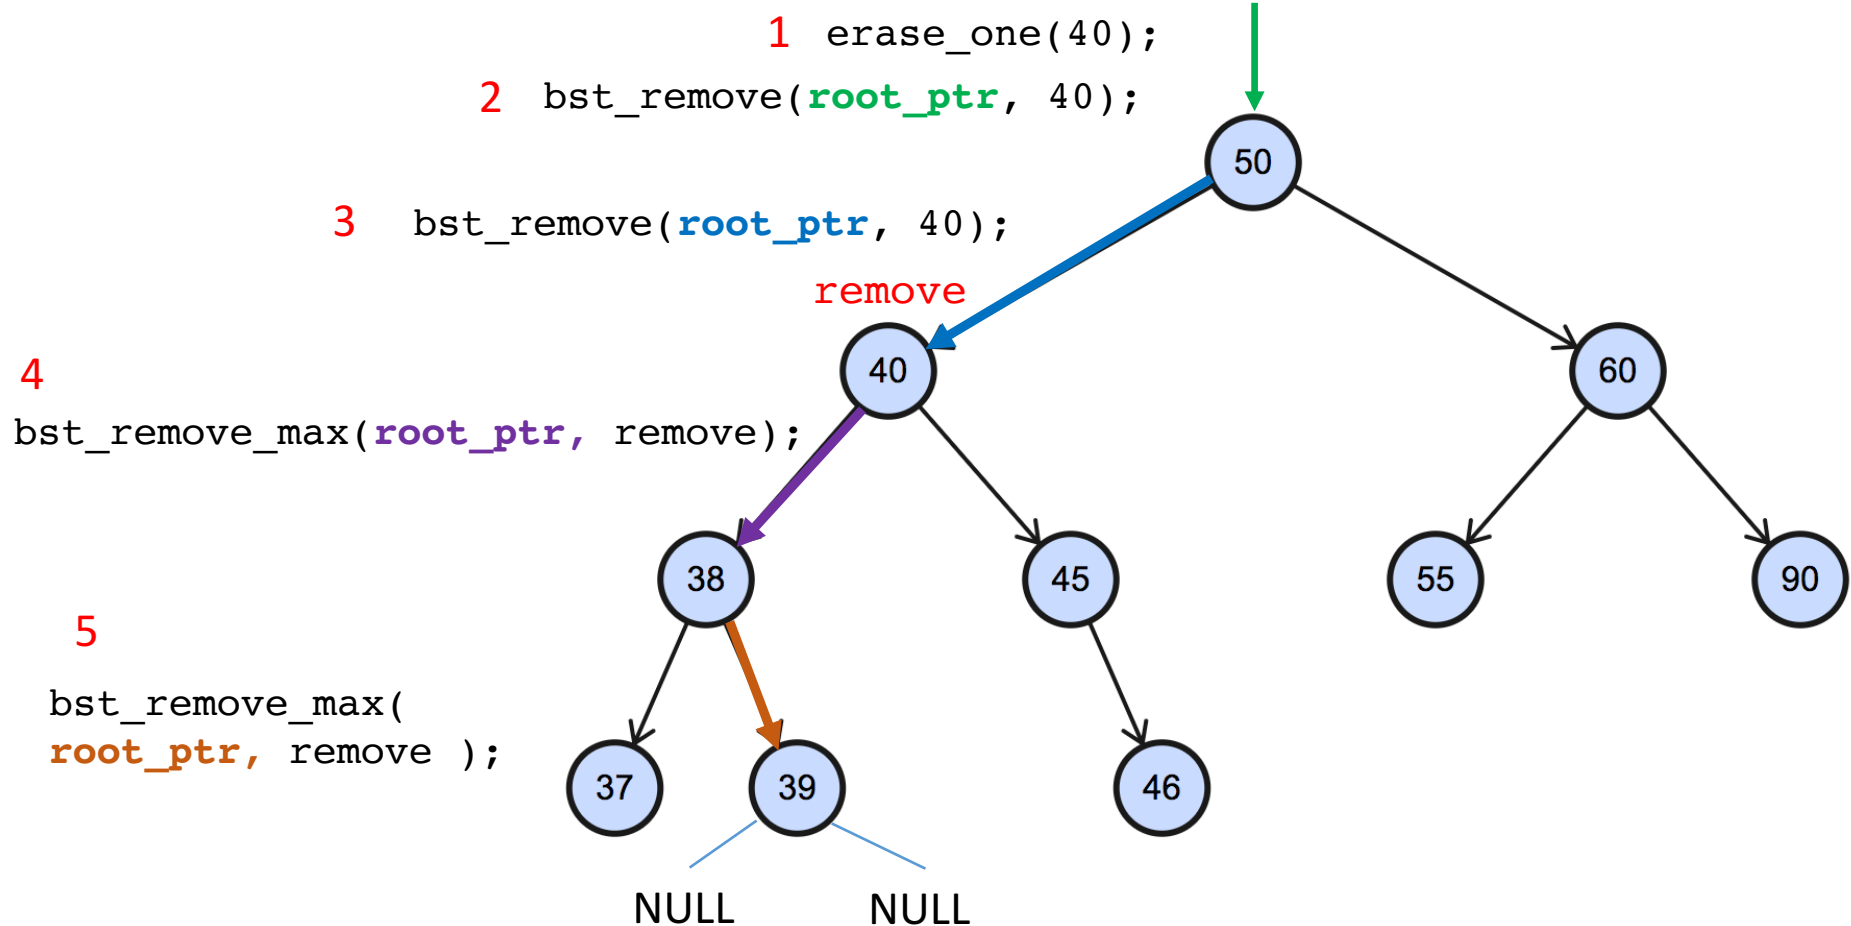 1 erase_one(40);
2 bst_remove(root_ptr, 40);
50
3 bst_remove(root_ptr, 40);
remove
4
40
60
bst_remove_max(root_ptr, remove);
38
45
55
90
5
bst_remove_max(
root_ptr, remove );
37
39
46
NULL
NULL